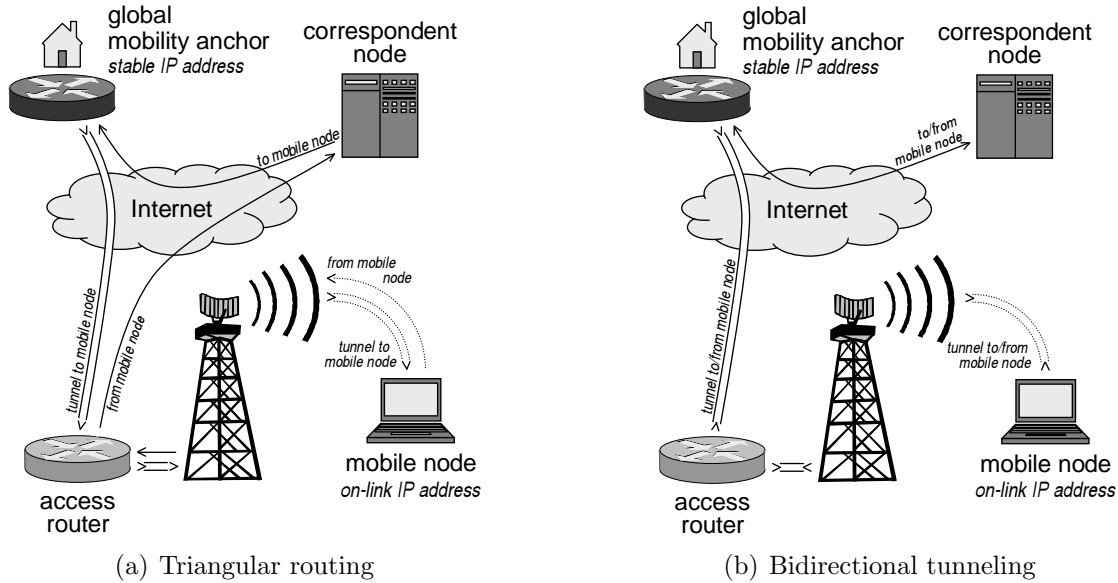 global
mobility anchor
stable IP address
correspondent
node
to mobile node
Internet
tunnel to mobile node
from mobile node
from mobile
node
tunnel to
mobile node
access
router
mobile node
on-link IP address
(a) Triangular routing
global
mobility anchor
stable IP address
correspondent
node
to/from
mobile node
Internet
tunnel to/from mobile node
tunnel to/from
mobile node
access
router
mobile node
on-link IP address
(b) Bidirectional tunneling